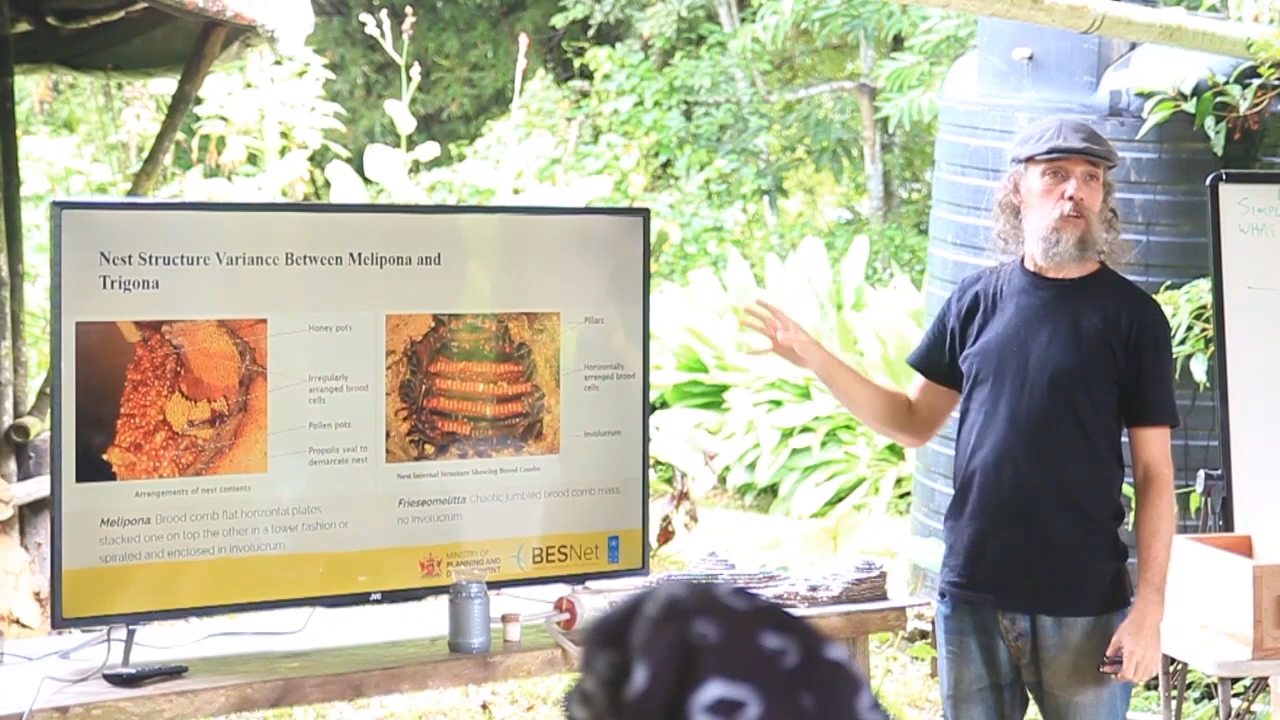 Nest Structure Variance Between Melipona and
Trigona
Honey pots
Irregularly
arranged brood
cells
Pollen pots
Propolis seal to
demarcate nest
Arrangements of nest contents
Pillars
Horizontally
arranged brood
cells
Involucrum
Nest Internal Structure Showing Brood Combs
Melipona: Brood comb flat horizontal plates
stacked one on top the other in a tower fashion or
spirated and enclosed in involucrum
Frieseomelitta: Chaotic jumbled brood comb mass,
no involucrum
MINISTRY OF
PLANNING AND
DEVELOPMENT
BESNet
JVC
WHAT